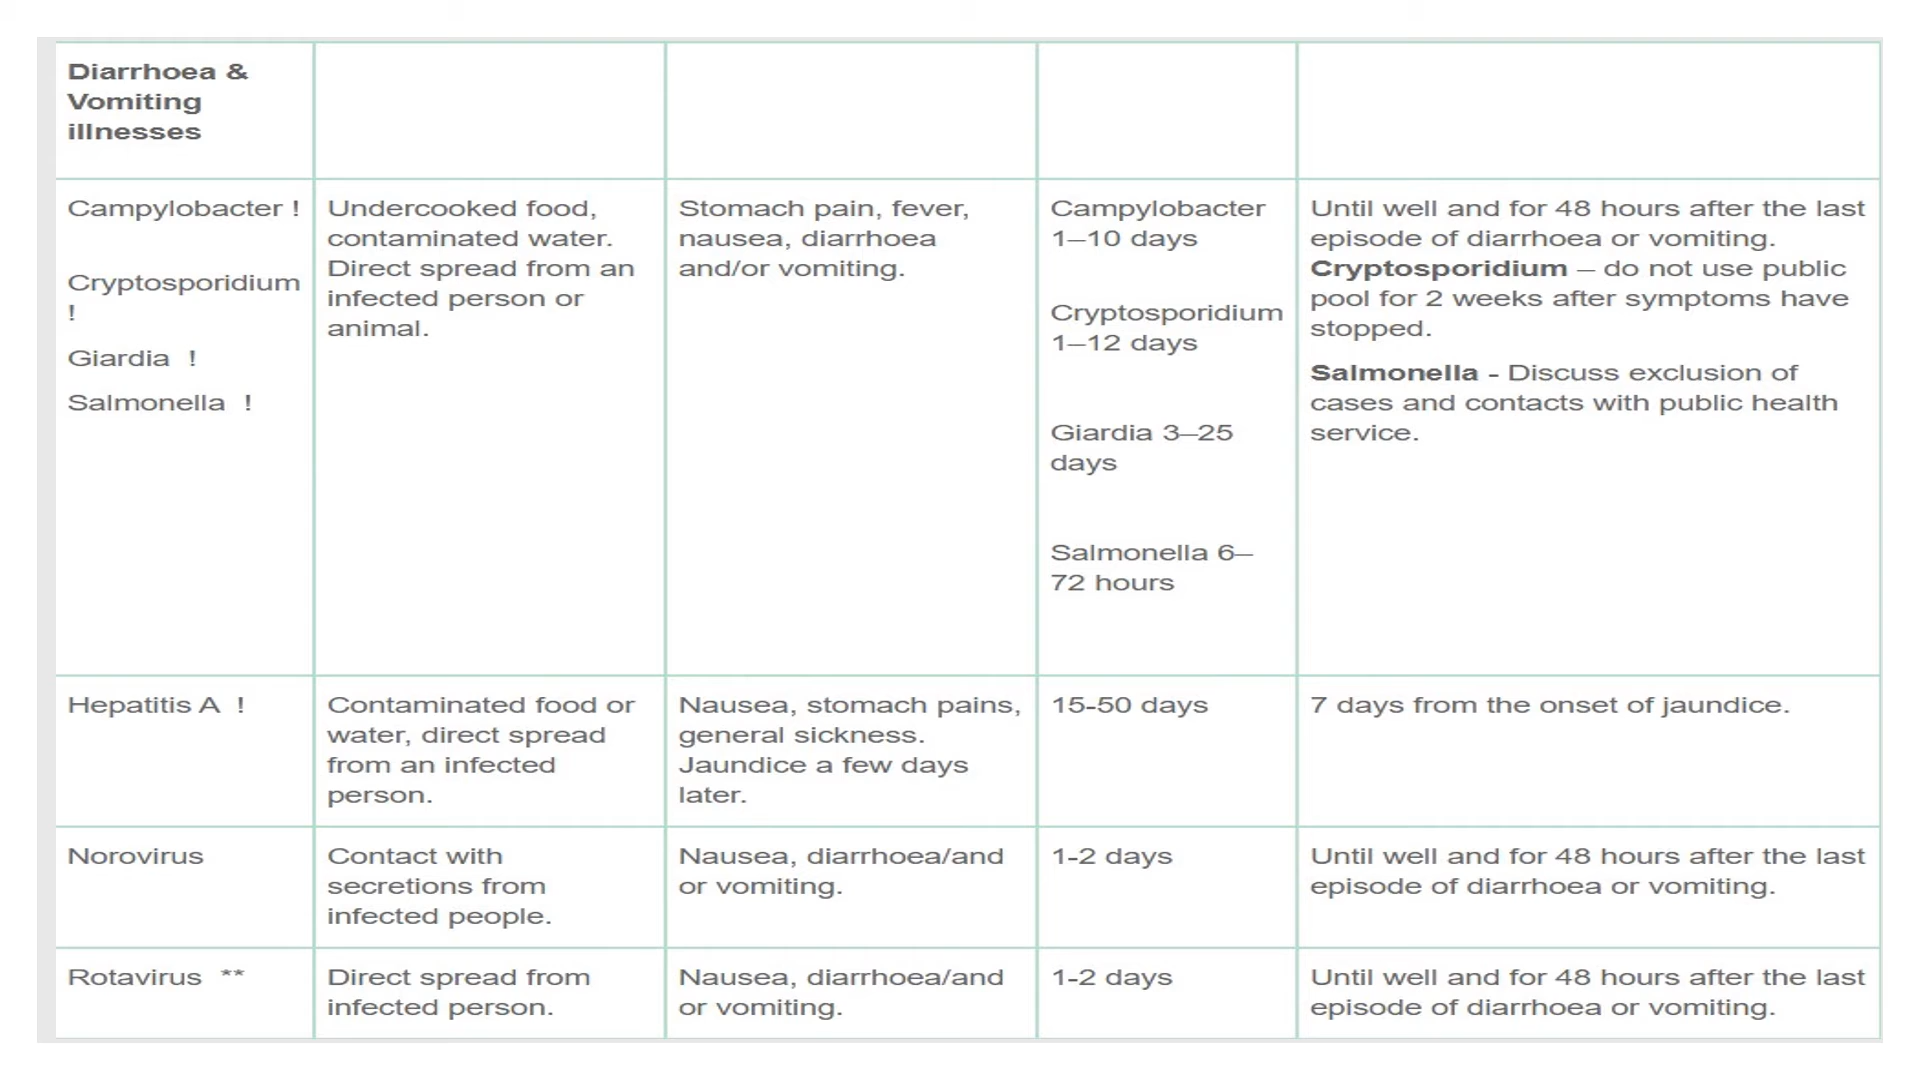 Diarrhoea &
Vomiting
illnesses
Campylobacter !
Cryptosporidium
!
Giardia !
Salmonella !
Undercooked food,
contaminated water.
Direct spread from an
infected person or
animal.
Stomach pain, fever,
nausea, diarrhoea
and/or vomiting.
Campylobacter
1–10 days
Cryptosporidium
1–12 days
Giardia 3–25
days
Salmonella 6–
72 hours
Until well and for 48 hours after the last
episode of diarrhoea or vomiting.
Cryptosporidium – do not use public
pool for 2 weeks after symptoms have
stopped.
Salmonella - Discuss exclusion of
cases and contacts with public health
service.
Hepatitis A !
Contaminated food or
water, direct spread
from an infected
person.
Nausea, stomach pains,
general sickness.
Jaundice a few days
later.
15-50 days
7 days from the onset of jaundice.
Norovirus
Contact with
secretions from
infected people.
Nausea, diarrhoea/and
or vomiting.
1-2 days
Until well and for 48 hours after the last
episode of diarrhoea or vomiting.
Rotavirus **
Direct spread from
infected person.
Nausea, diarrhoea/and
or vomiting.
1-2 days
Until well and for 48 hours after the last
episode of diarrhoea or vomiting.